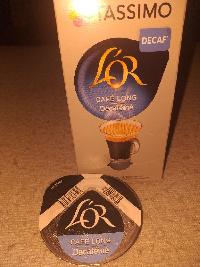 TASSIMO
DECAF'
L'OR
CAFÉ LONG
Décaféiné
L'OR
CAFÉ LONG
Décaféiné